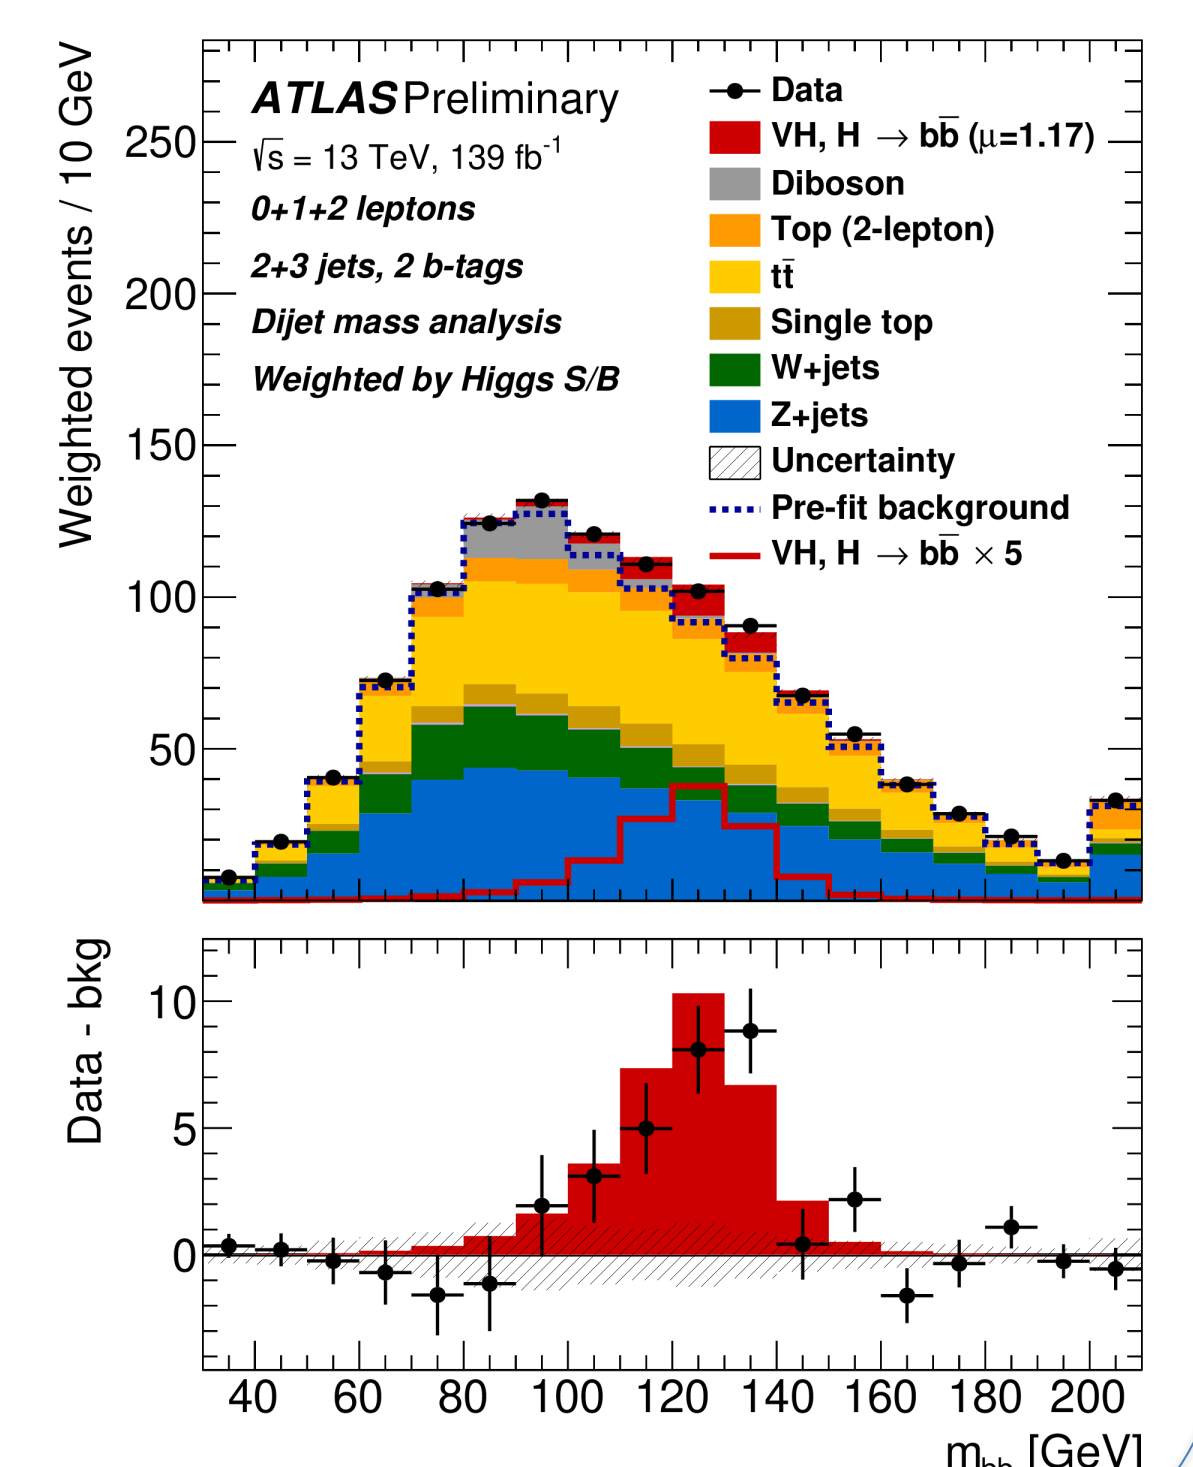 Weighted events / 10 GeV
250
200
150
100
50
ATLAS Preliminary
√s = 13 TeV, 139 fb⁻¹
0+1+2 leptons
2+3 jets, 2 b-tags
Dijet mass analysis
Weighted by Higgs S/B
Data
VH, H → bb̅ (μ=1.17)
Diboson
Top (2-lepton)
tt̅
Single top
W+jets
Z+jets
Uncertainty
Pre-fit background
VH, H → bb̅ × 5
Data - bkg
10
5
0
40 60 80 100 120 140 160 180 200
m_bb [GeV]